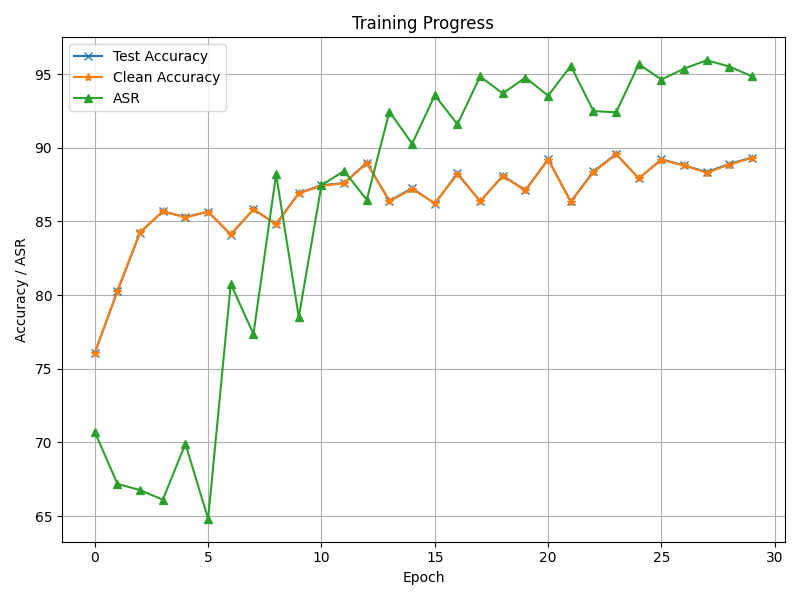 Training Progress
Test Accuracy
Clean Accuracy
ASR
Accuracy / ASR
95
90
85
80
75
70
65
0 5 10 15 20 25 30
Epoch